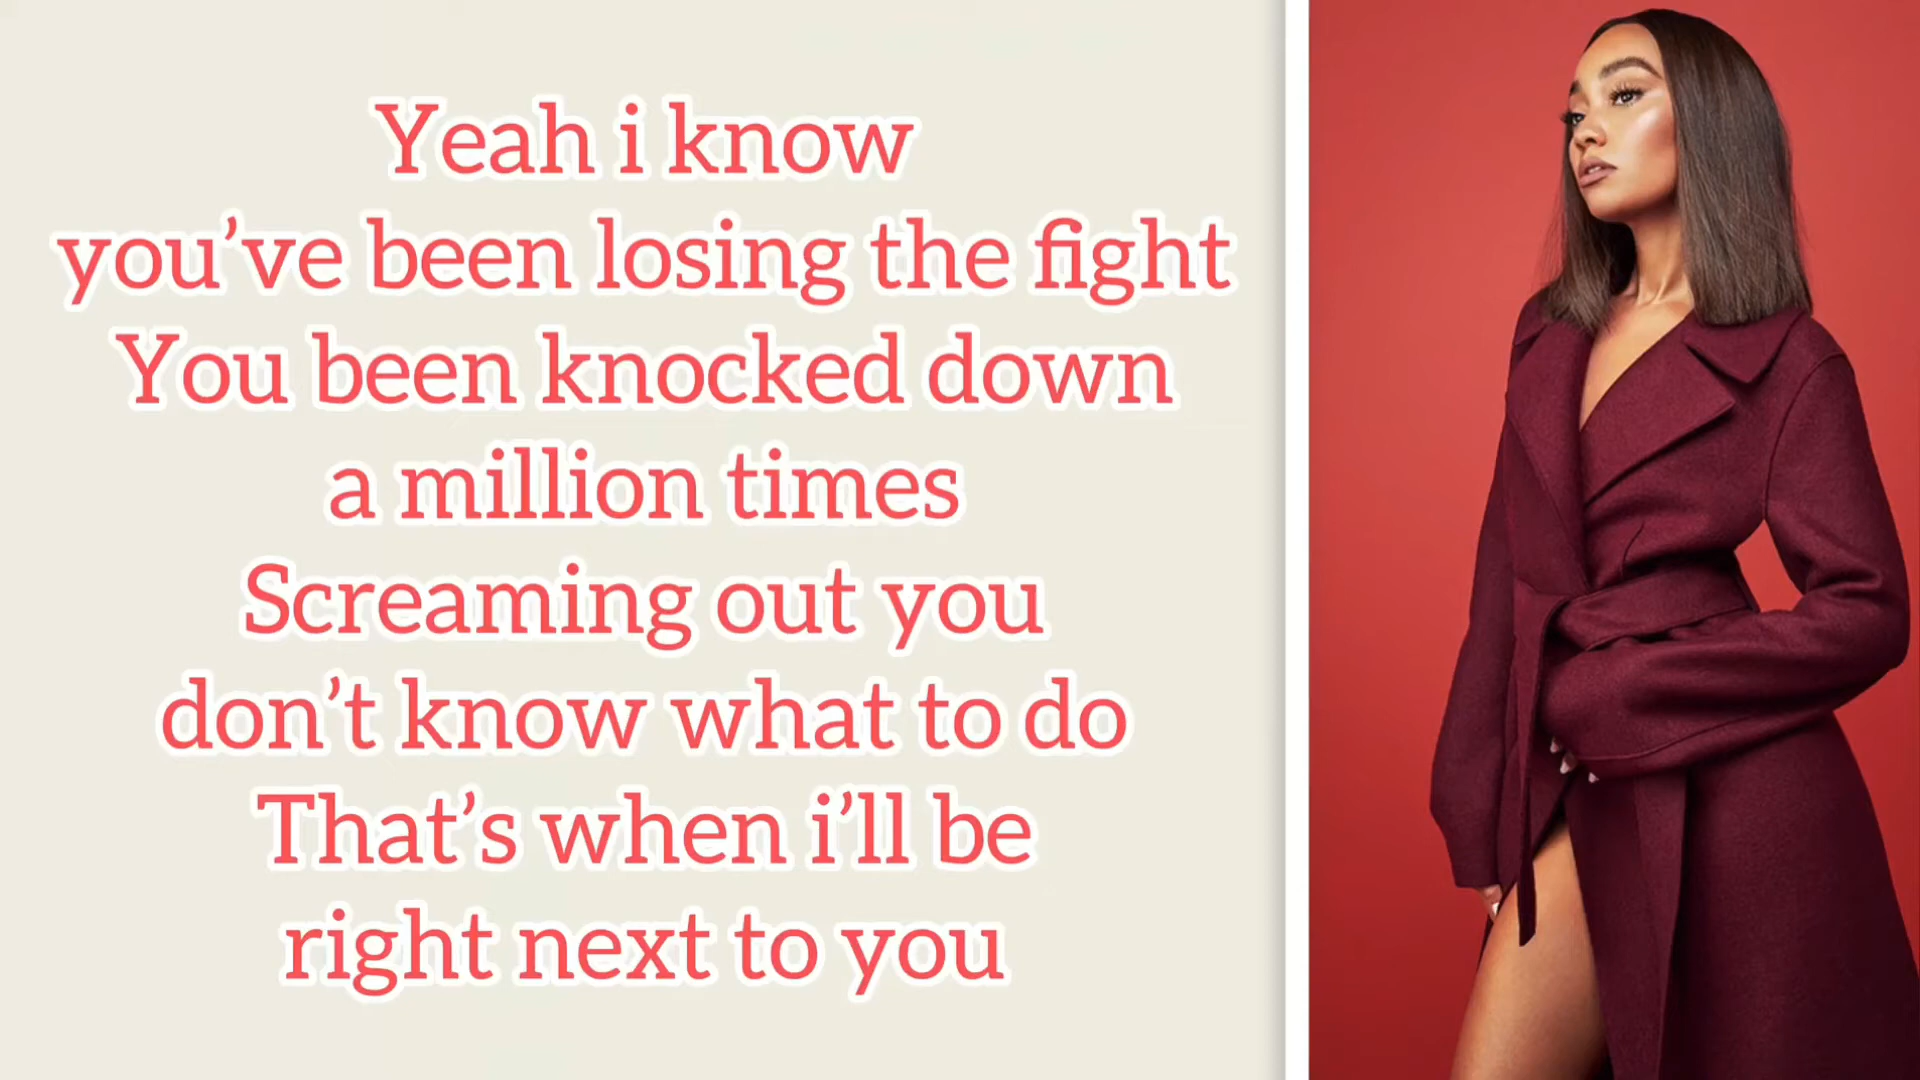 Yeah i know
you’ve been losing the fight
You been knocked down
a million times
Screaming out you
don’t know what to do
That’s when i’ll be
right next to you